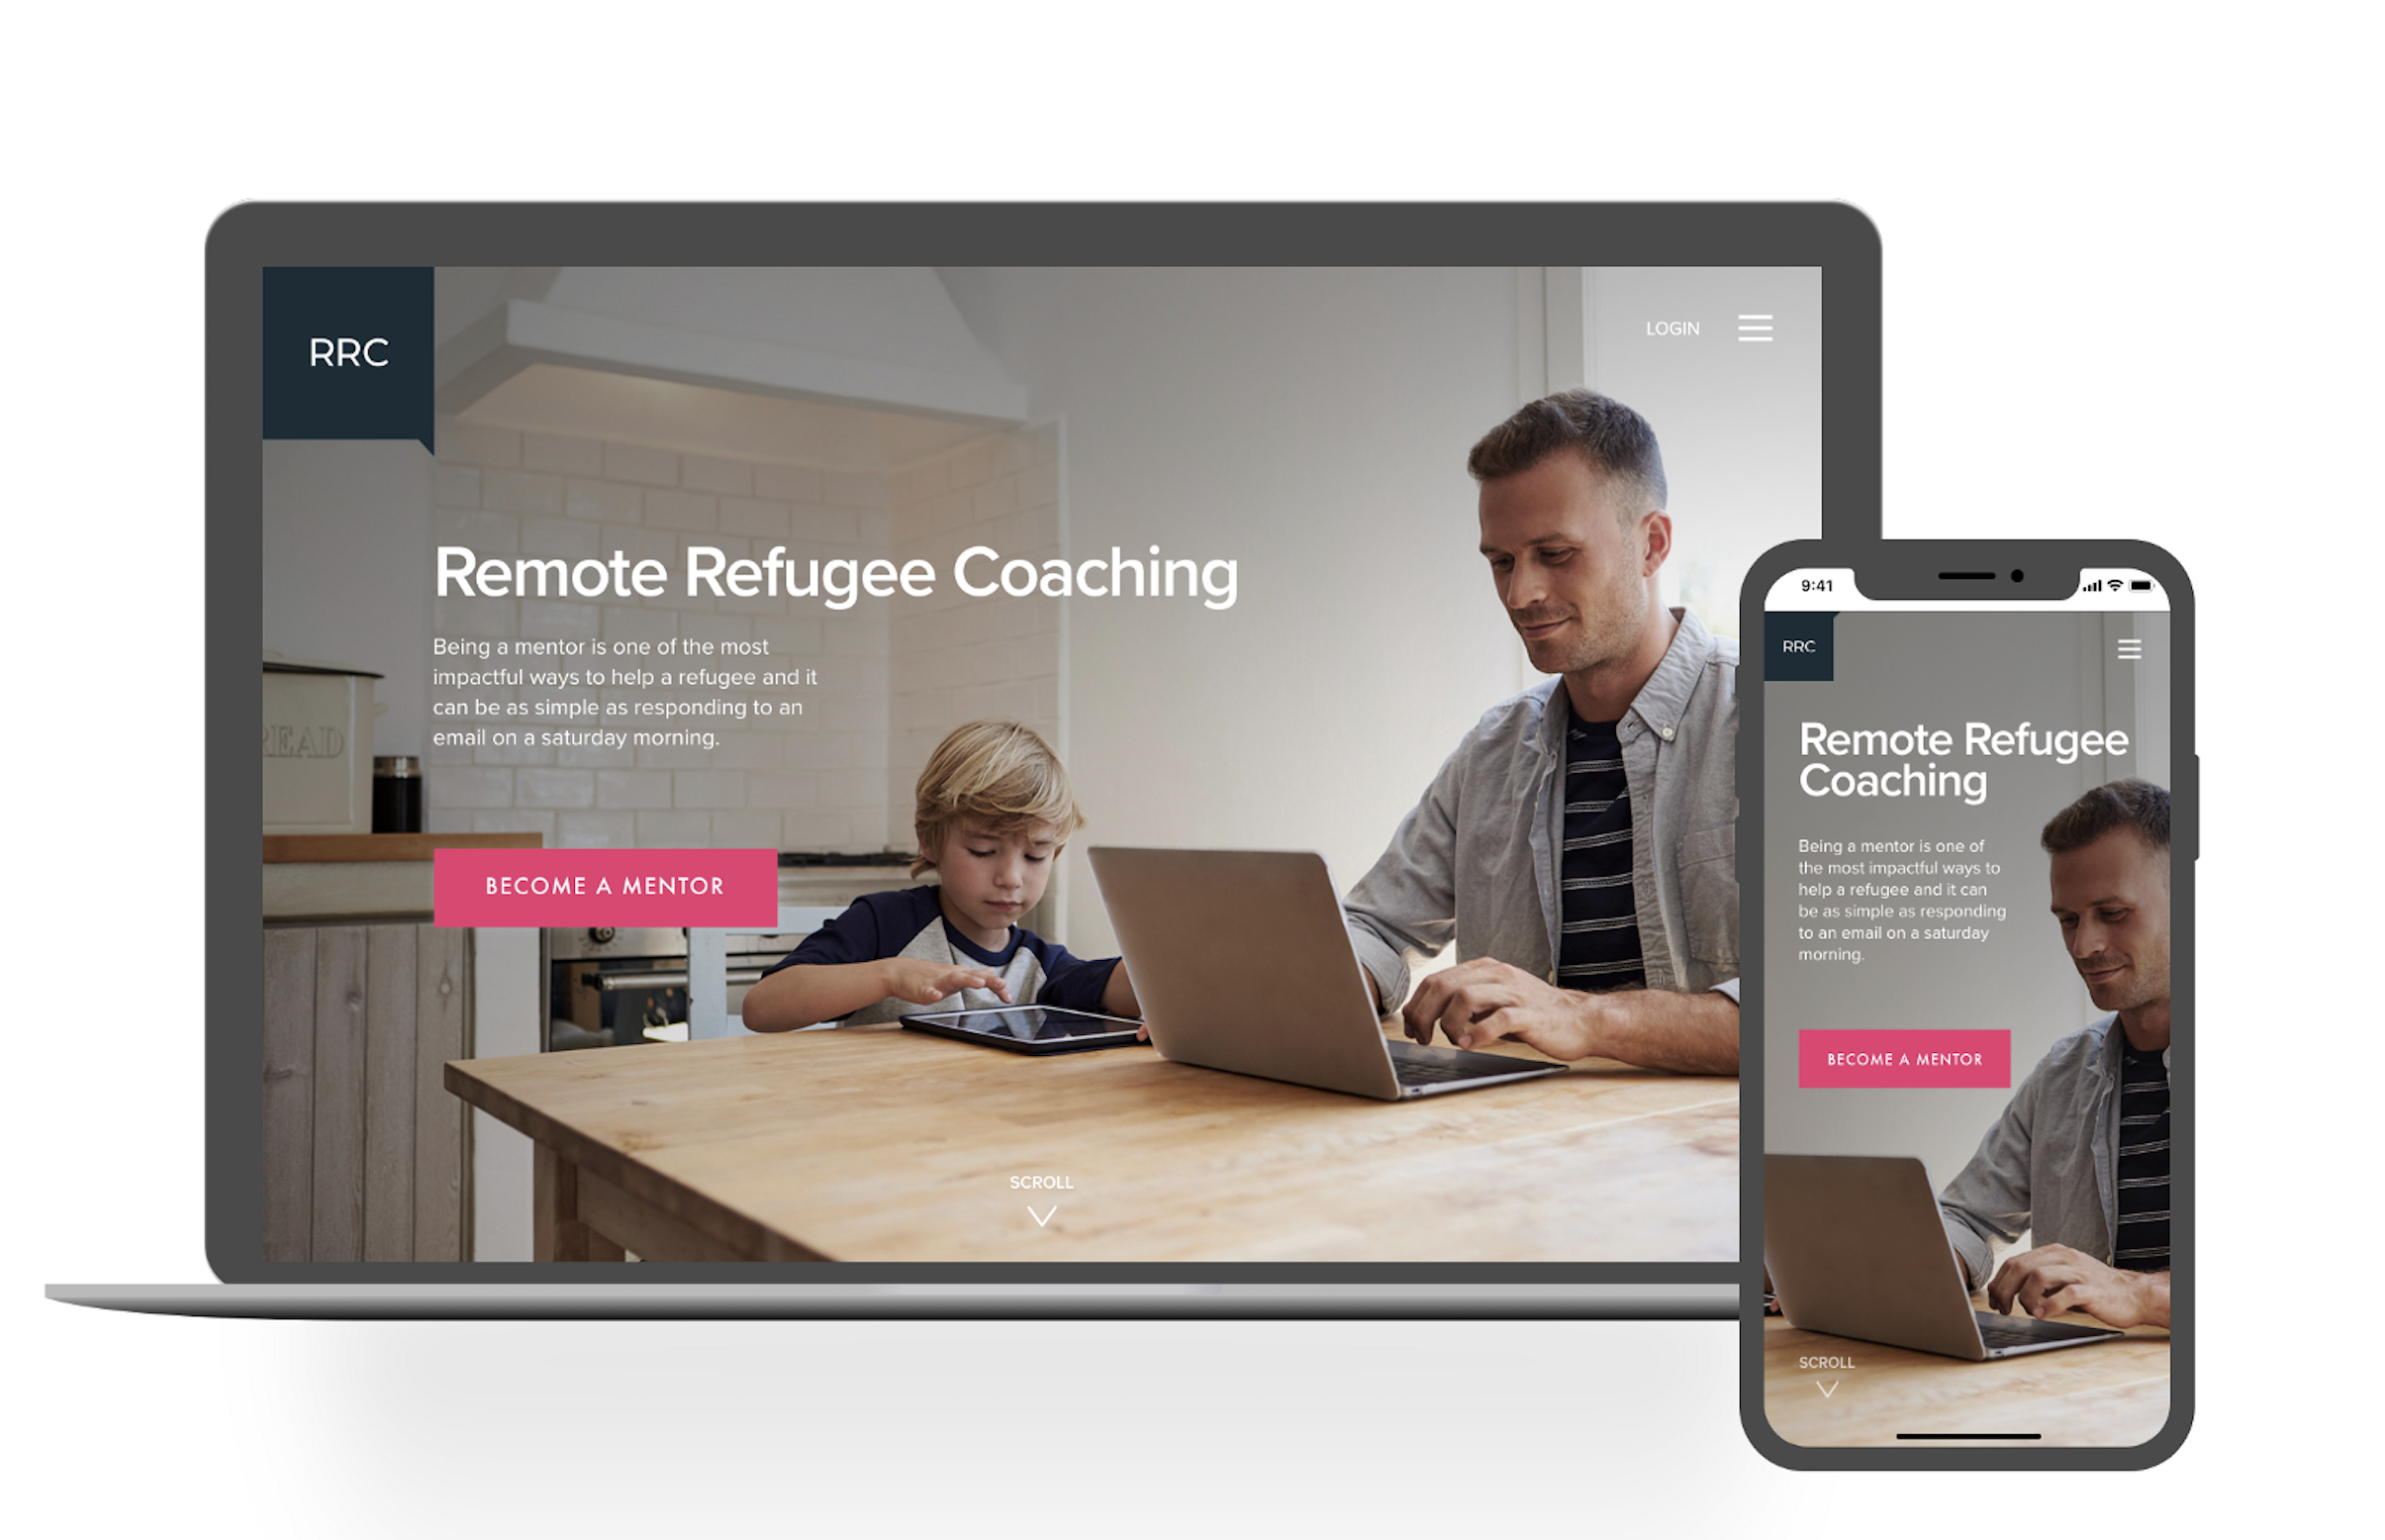 RRC
LOGIN
Remote Refugee Coaching
Being a mentor is one of the most
impactful ways to help a refugee and it
can be as simple as responding to an
email on a saturday morning.
READ
BECOME A MENTOR
SCROLL
9:41
RRC
Remote Refugee
Coaching
Being a mentor is one of
the most impactful ways to
help a refugee and it can
be as simple as responding
to an email on a saturday
morning.
BECOME A MENTOR
SCROLL